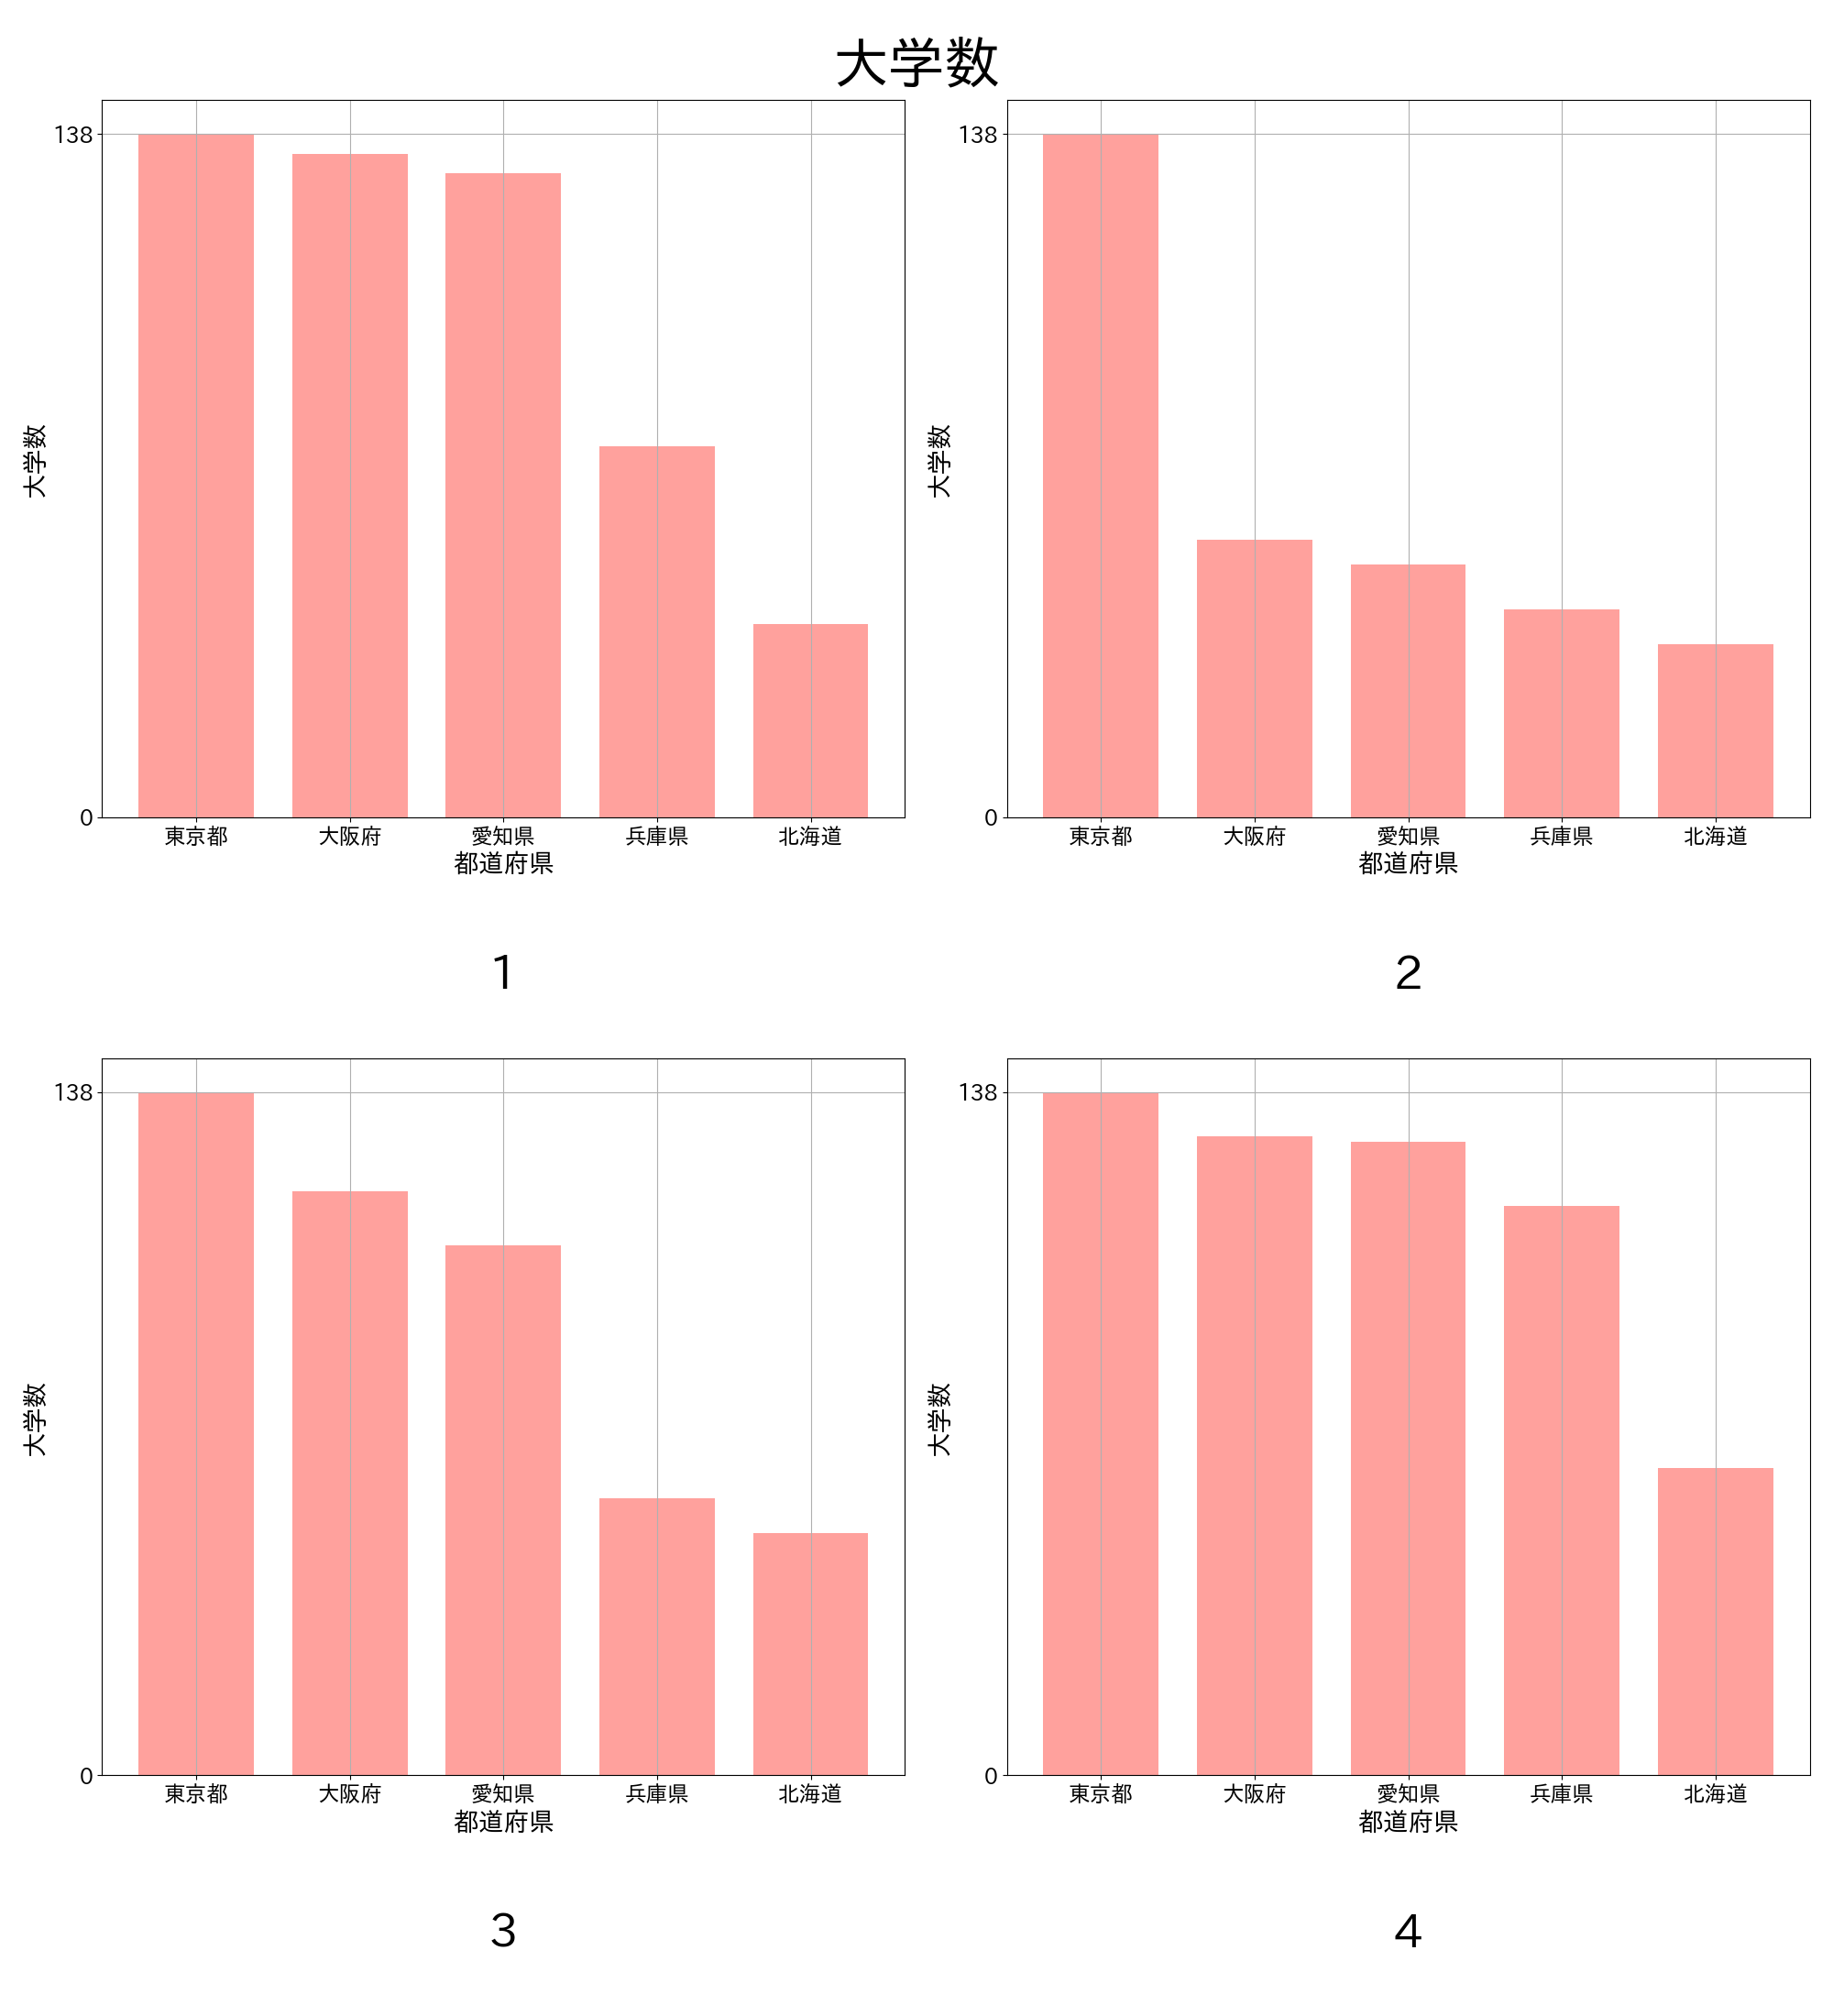 大学数
138
0
大学数
東京都 大阪府 愛知県 兵庫県 北海道
都道府県
1
138
0
大学数
東京都 大阪府 愛知県 兵庫県 北海道
都道府県
2
138
0
大学数
東京都 大阪府 愛知県 兵庫県 北海道
都道府県
3
138
0
大学数
東京都 大阪府 愛知県 兵庫県 北海道
都道府県
4